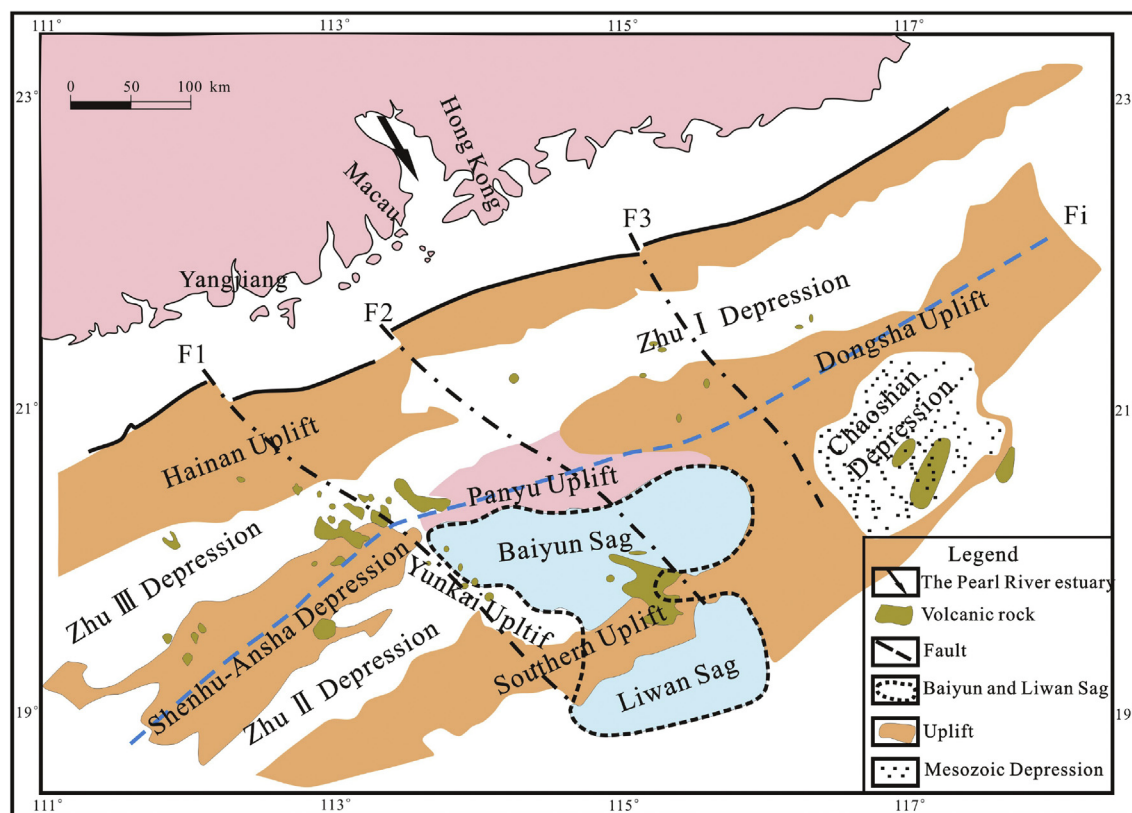 111°
113°
115°
117°
0 50 100 km
23°
23
Hong Kong
Macau
F3
Fi
Yangjiang
F2
Zhu Ⅰ Depression
F1
Dongsha Uplift
21°
21
Chaoshan
Depression
Hainan Uplift
Panyu Uplift
Baiyun Sag
Zhu Ⅲ Depression
Yunkai Upltif
Shenhu-Ansha Depression
Zhu Ⅱ Depression
Southern Uplift
Liwan Sag
19°
19
Legend
The Pearl River estuary
Volcanic rock
Fault
Baiyun and Liwan Sag
Uplift
Mesozoic Depression
111°
113°
115°
117°